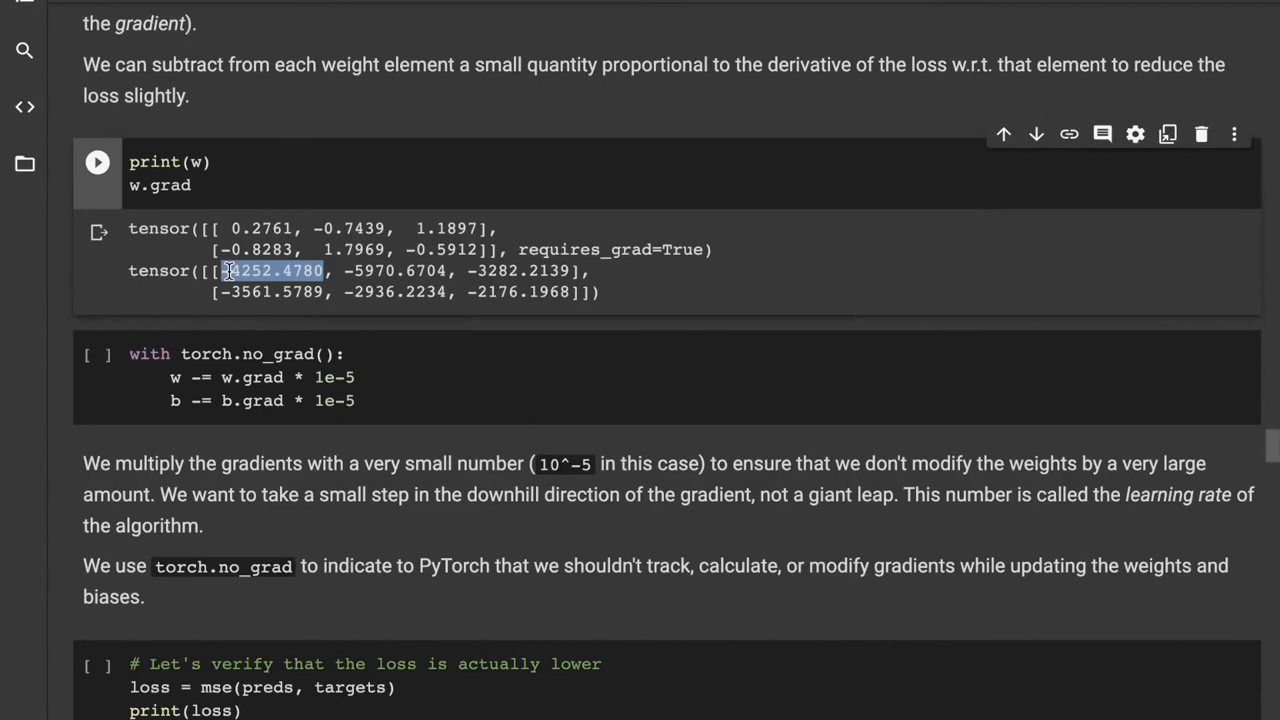 the gradient).
We can subtract from each weight element a small quantity proportional to the derivative of the loss w.r.t. that element to reduce the
loss slightly.
print(w)
w.grad
tensor([[ 0.2761, -0.7439,  1.1897],
        [-0.8283,  1.7969, -0.5912]], requires_grad=True)
tensor([[-4252.4780, -5970.6704, -3282.2139],
        [-3561.5789, -2936.2234, -2176.1968]])
[ ] with torch.no_grad():
    w -= w.grad * 1e-5
    b -= b.grad * 1e-5
We multiply the gradients with a very small number (10^-5 in this case) to ensure that we don't modify the weights by a very large
amount. We want to take a small step in the downhill direction of the gradient, not a giant leap. This number is called the learning rate of
the algorithm.
We use torch.no_grad to indicate to PyTorch that we shouldn't track, calculate, or modify gradients while updating the weights and
biases.
[ ] # Let's verify that the loss is actually lower
loss = mse(preds, targets)
print(loss)